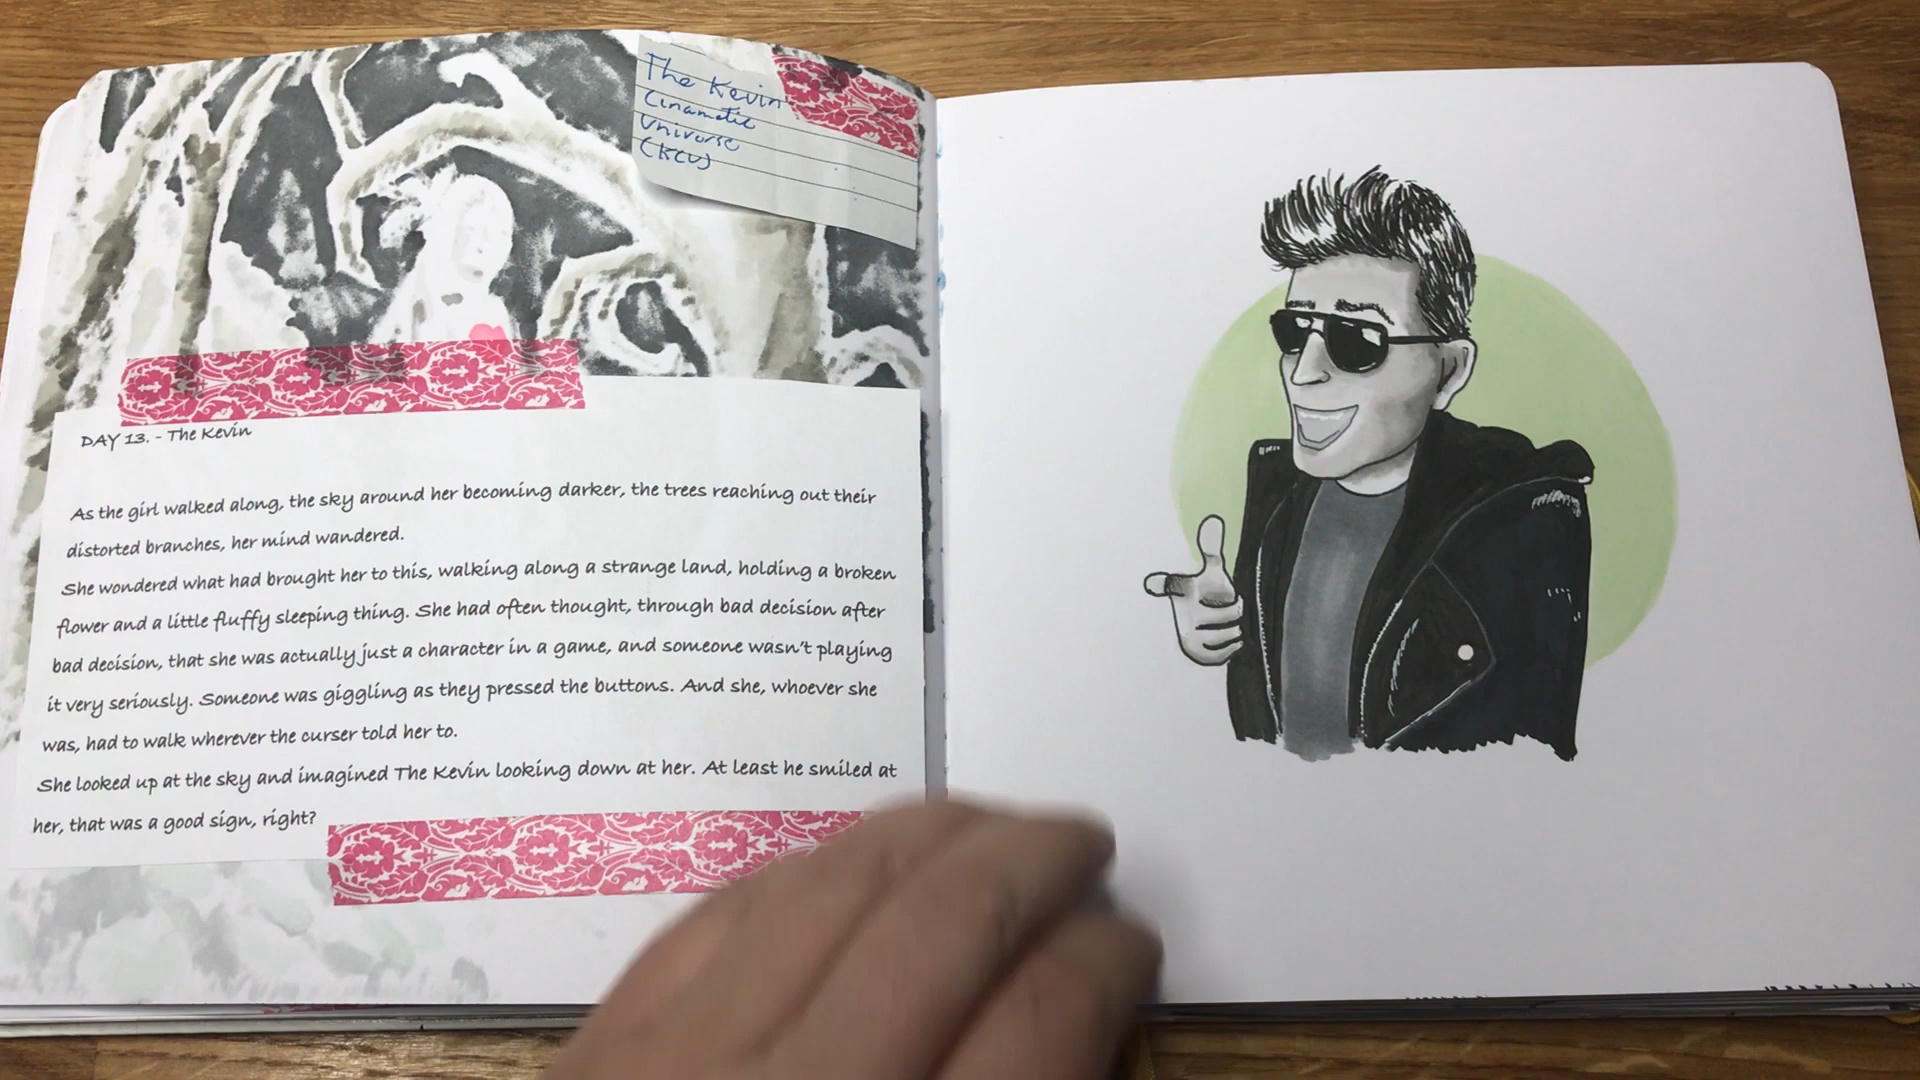 The Kevin
Cinamatic
Universe
(KCU)
DAY 13. - The Kevin
As the girl walked along, the sky around her becoming darker, the trees reaching out their
distorted branches, her mind wandered.
She wondered what had brought her to this, walking along a strange land, holding a broken
flower and a little fluffy sleeping thing. She had often thought, through bad decision after
bad decision, that she was actually just a character in a game, and someone wasn't playing
it very seriously. Someone was giggling as they pressed the buttons. And she, whoever she
was, had to walk wherever the curser told her to.
She looked up at the sky and imagined The Kevin looking down at her. At least he smiled at
her, that was a good sign, right?